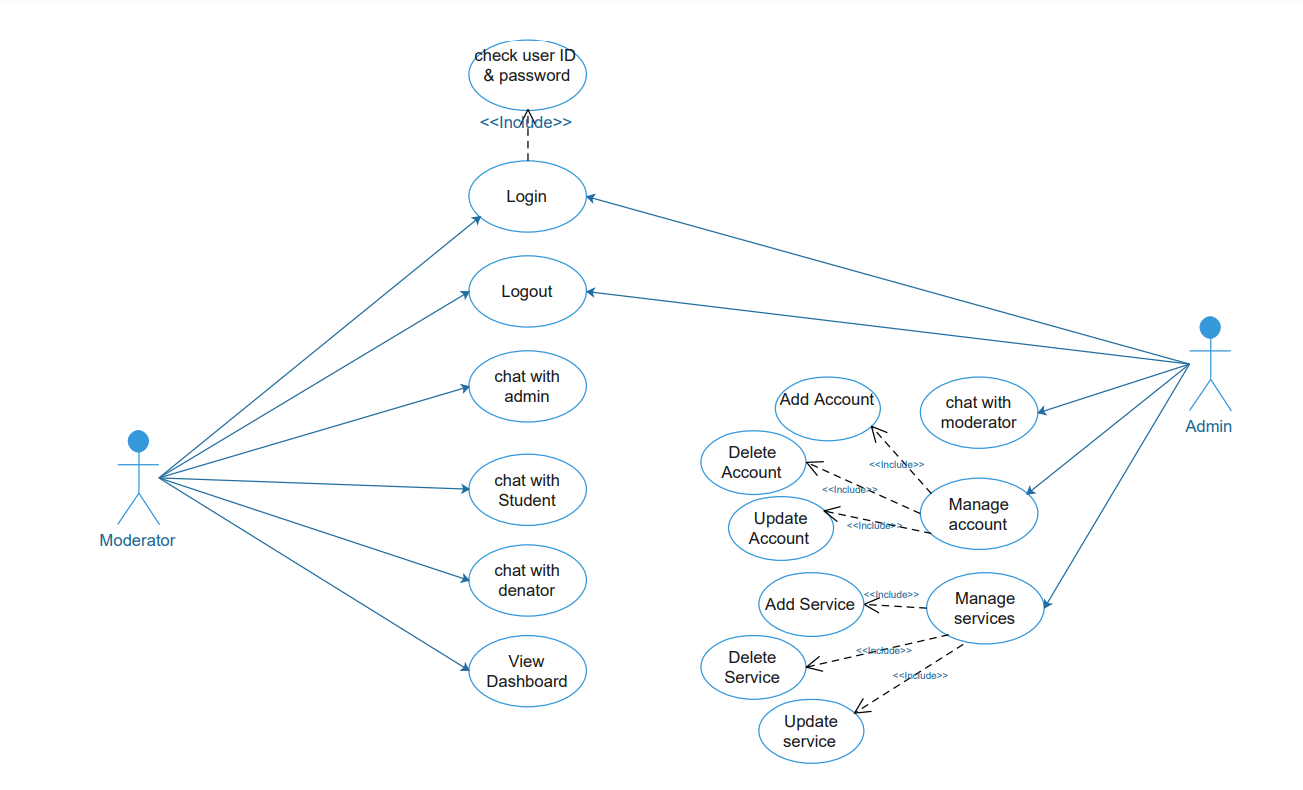 check user ID
& password
<<Include>>
Login
Logout
chat with
admin
chat with
Student
chat with
denator
View
Dashboard
Moderator
Admin
Add Account
chat with
moderator
Delete
Account
<<Include>>
<<Include>>
Update
Account
<<Include>>
Manage
account
Add Service
<<Include>>
Manage
services
Delete
Service
<<Include>>
<<Include>>
Update
service